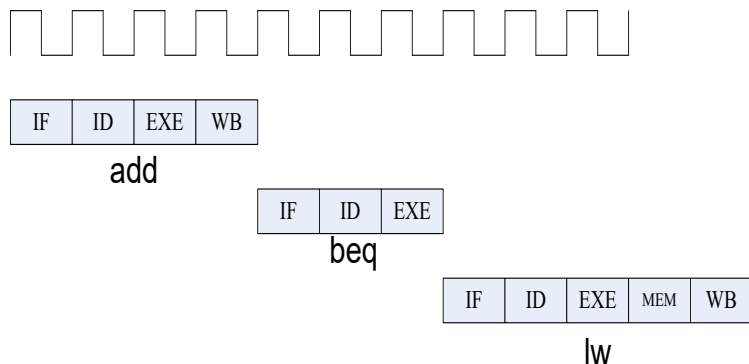 IF ID EXE WB
add
IF ID EXE
beq
IF ID EXE MEM WB
lw